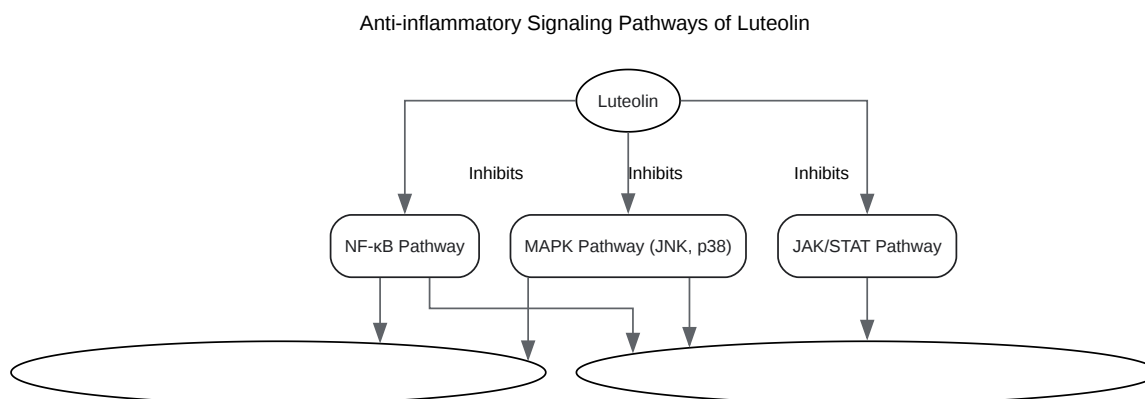 Anti-inflammatory Signaling Pathways of Luteolin
Luteolin
Inhibits
Inhibits
Inhibits
NF-κB Pathway
MAPK Pathway (JNK, p38)
JAK/STAT Pathway